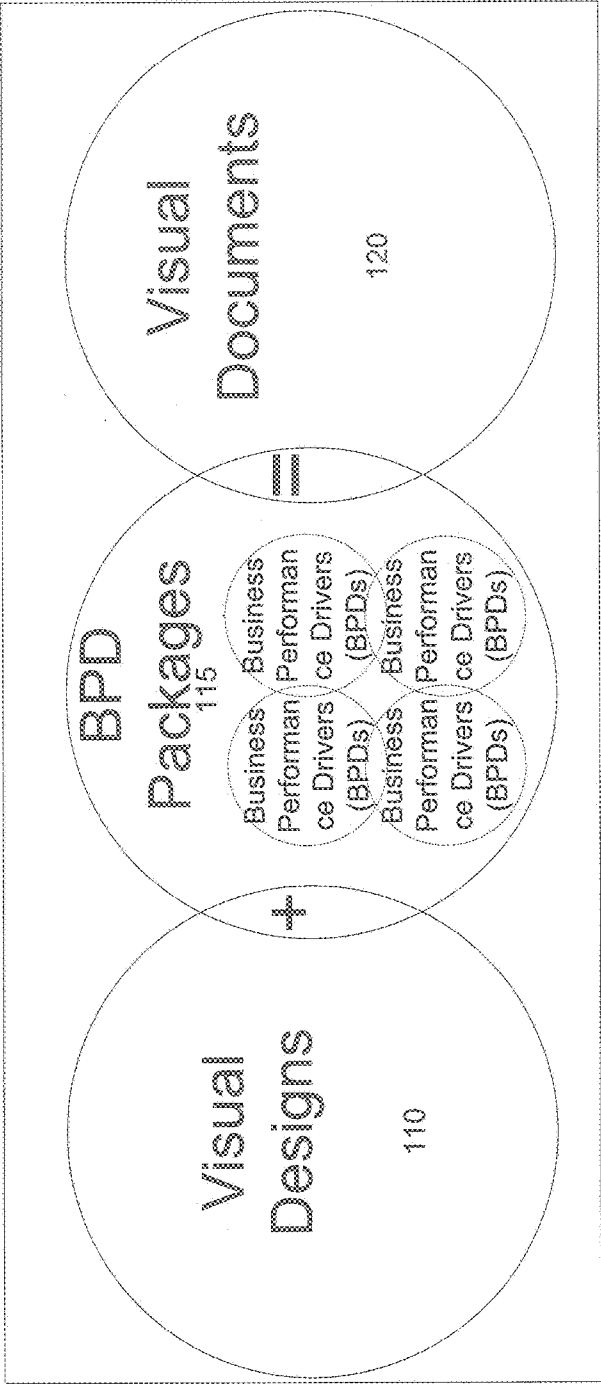 Visual
Designs
110
+
BPD
Packages
115
Business
Performan
ce Drivers
(BPDs)
Business
Performan
ce Drivers
(BPDs)
Business
Performan
ce Drivers
(BPDs)
Business
Performan
ce Drivers
(BPDs)
=
Visual
Documents
120